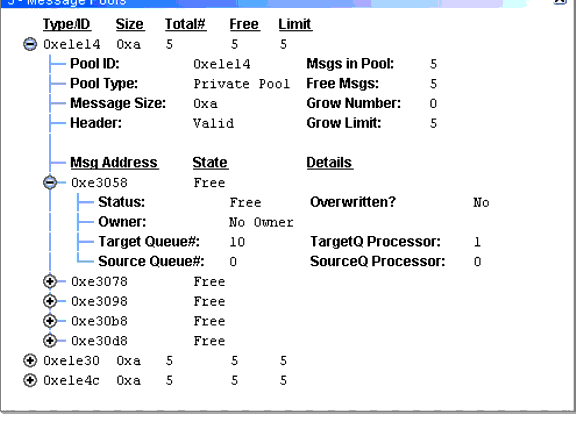 Message Pools
Type/ID Size Total# Free Limit
0xe1e14 0xa 5 5 5
Pool ID: 0xe1e14 Msgs in Pool: 5
Pool Type: Private Pool Free Msgs: 5
Message Size: 0xa Grow Number: 0
Header: Valid Grow Limit: 5
Msg Address State Details
0xe3058 Free
Status: Free Overwritten? No
Owner: No Owner
Target Queue#: 10 TargetQ Processor: 1
Source Queue#: 0 SourceQ Processor: 0
0xe3078 Free
0xe3098 Free
0xe30b8 Free
0xe30d8 Free
0xe1e30 0xa 5 5 5
0xe1e4c 0xa 5 5 5